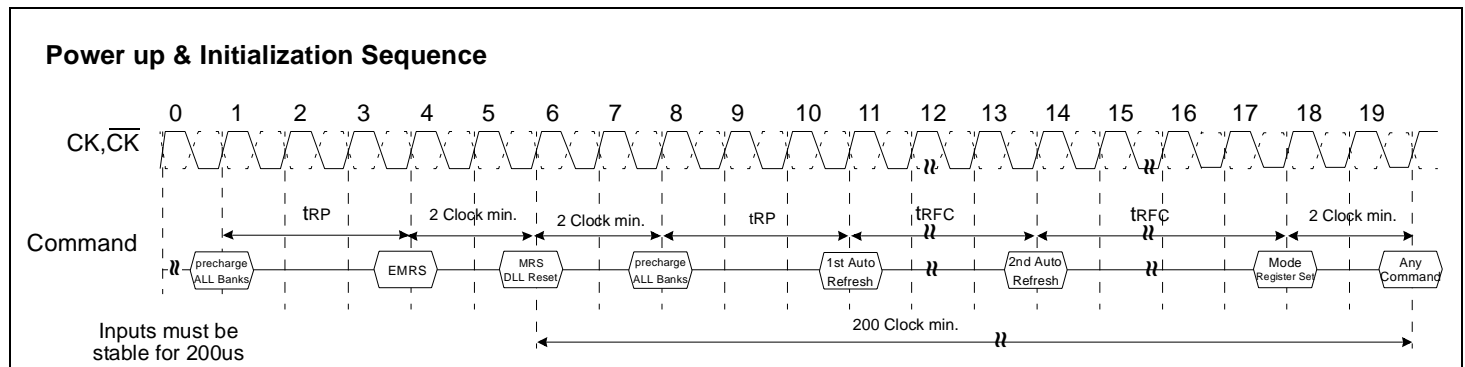 Power up & Initialization Sequence
0 1 2 3 4 5 6 7 8 9 10 11 12 13 14 15 16 17 18 19
CK,CK
tRP 2 Clock min. 2 Clock min. tRP tRFC tRFC 2 Clock min.
Command
precharge
ALL Banks
EMRS
MRS
DLL Reset
precharge
ALL Banks
1st Auto
Refresh
2nd Auto
Refresh
Mode
Register Set
Any
Command
200 Clock min.
Inputs must be
stable for 200us